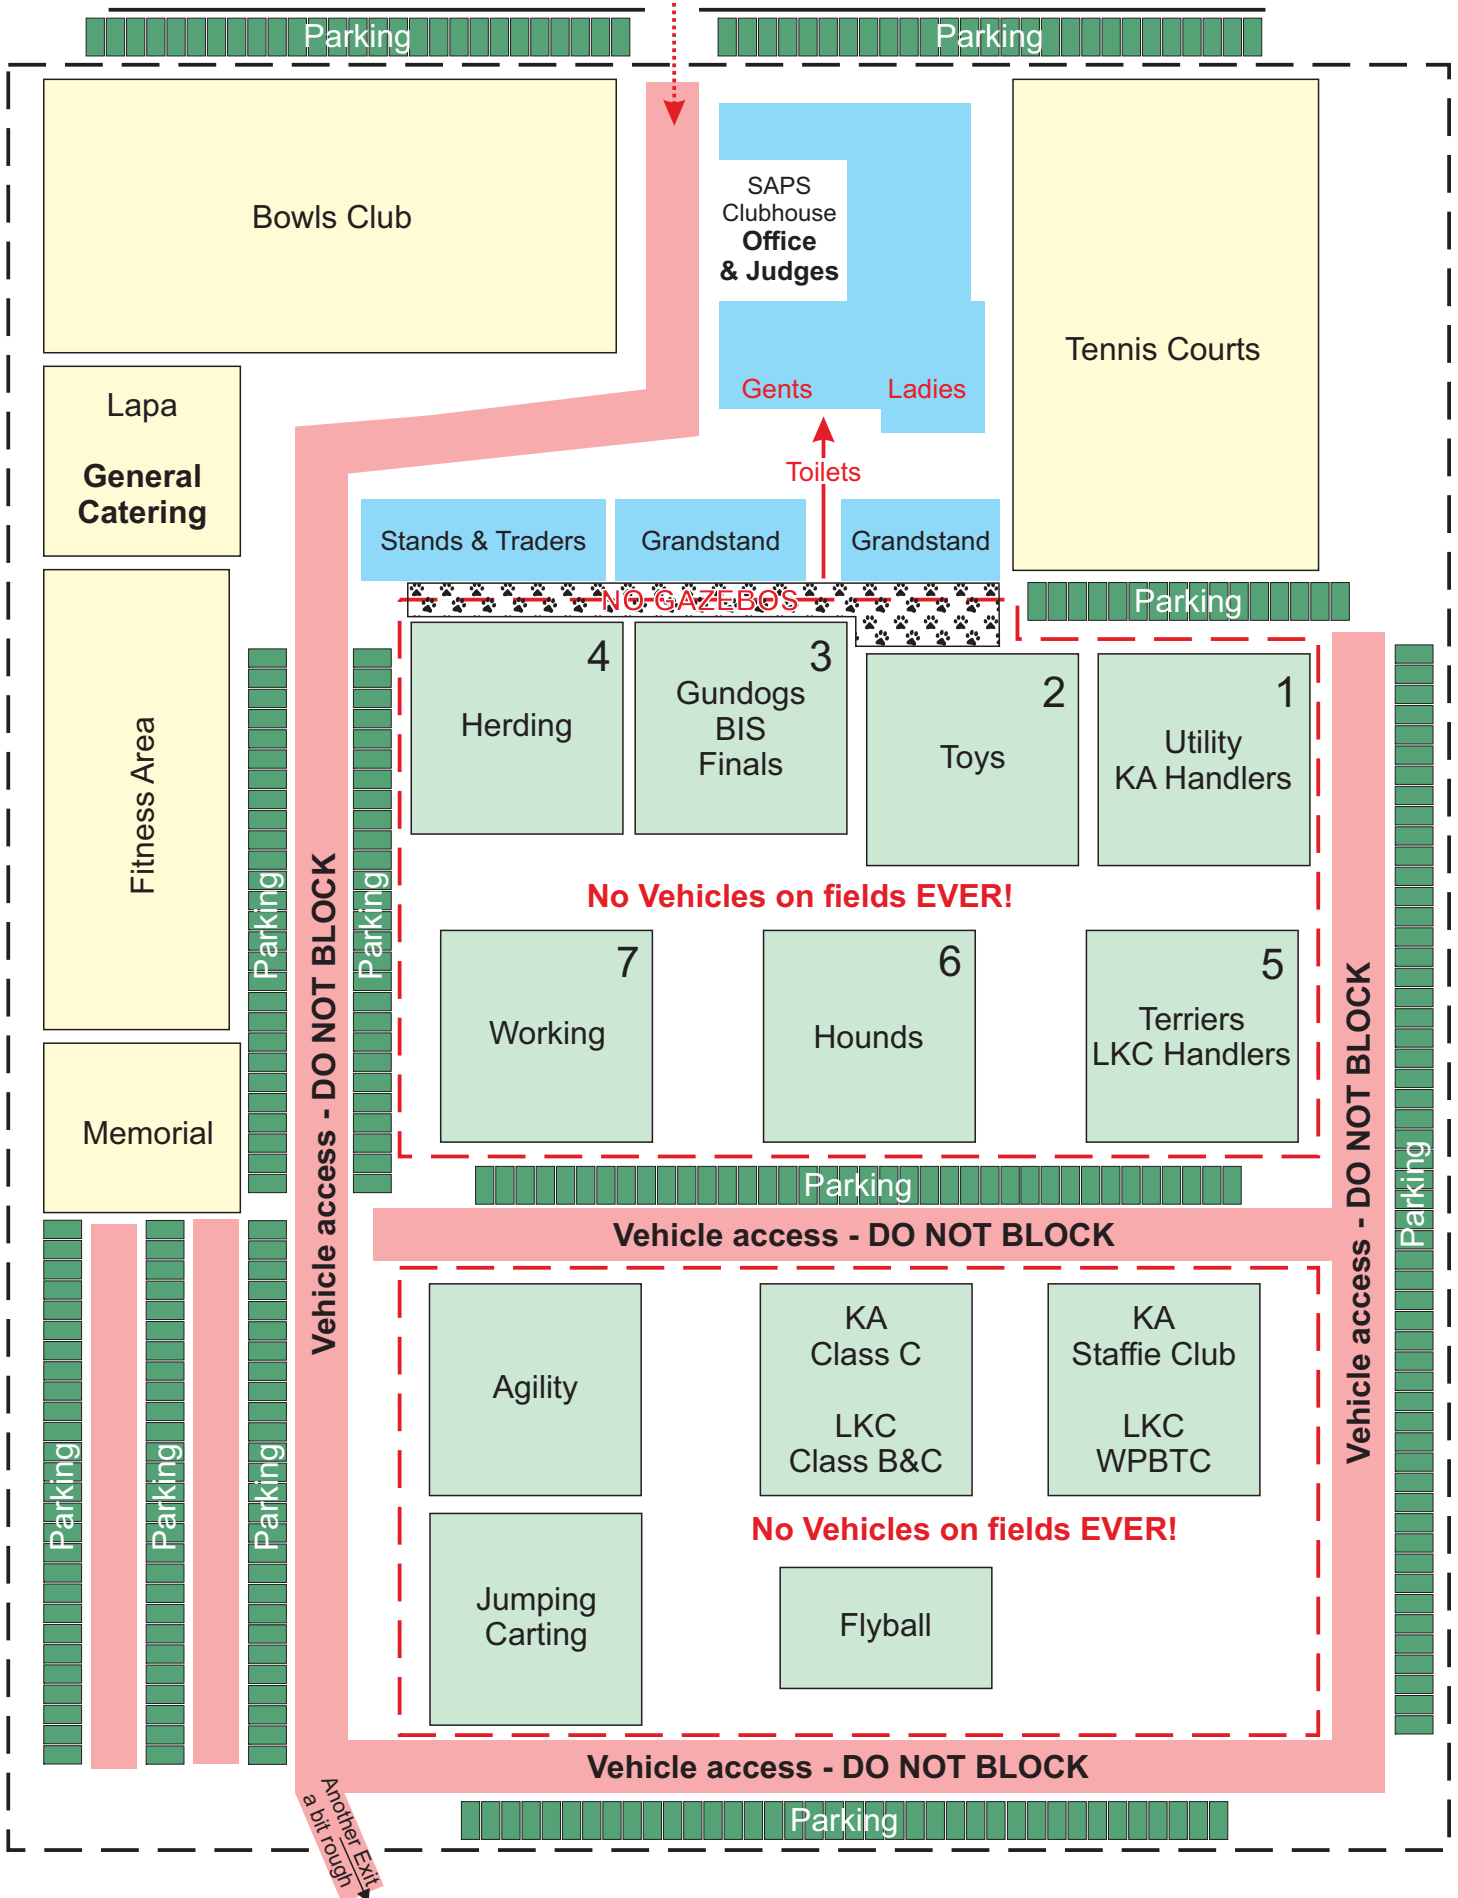 Parking
Parking
Bowls Club
SAPS
Clubhouse
Office
& Judges
Tennis Courts
Gents
Ladies
Lapa
General
Catering
Toilets
Stands & Traders
Grandstand
Grandstand
NO GAZEBOS
Parking
4
Herding
3
Gundogs
BIS
Finals
2
Toys
1
Utility
KA Handlers
Fitness Area
Parking
Vehicle access - DO NOT BLOCK
Parking
No Vehicles on fields EVER!
7
Working
6
Hounds
5
Terriers
LKC Handlers
Vehicle access - DO NOT BLOCK
Parking
Memorial
Parking
Vehicle access - DO NOT BLOCK
Agility
KA
Class C
LKC
Class B&C
KA
Staffie Club
LKC
WPBTC
Parking
Parking
Parking
No Vehicles on fields EVER!
Jumping
Carting
Flyball
Vehicle access - DO NOT BLOCK
Another Exit
a bit rough
Parking